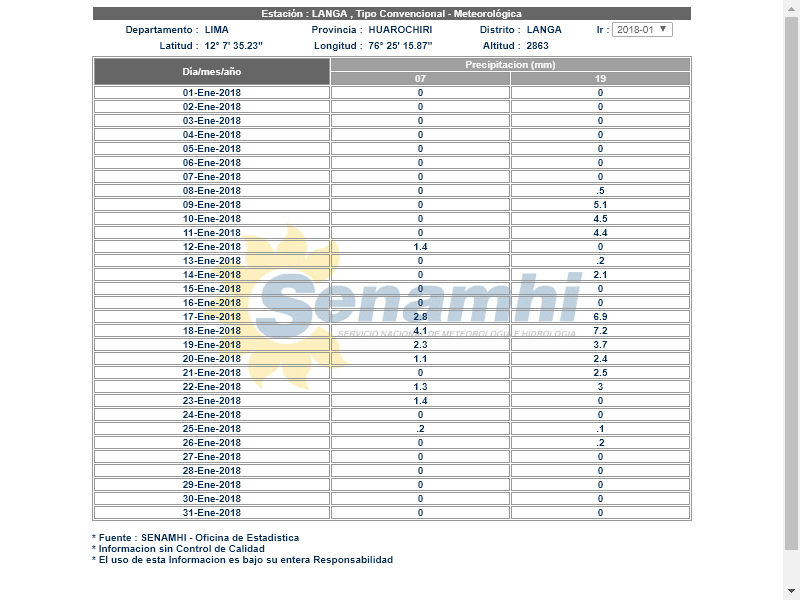 Estación : LANGA , Tipo Convencional - Meteorológica
Departamento : LIMA Provincia : HUAROCHIRI Distrito : LANGA Ir : 2018-01
Latitud : 12° 7' 35.23" Longitud : 76° 25' 15.87" Altitud : 2863
Dia/mes/año Precipitacion (mm)
07 19
01-Ene-2018 0 0
02-Ene-2018 0 0
03-Ene-2018 0 0
04-Ene-2018 0 0
05-Ene-2018 0 0
06-Ene-2018 0 0
07-Ene-2018 0 0
08-Ene-2018 0 .5
09-Ene-2018 0 5.1
10-Ene-2018 0 4.5
11-Ene-2018 0 4.4
12-Ene-2018 1.4 0
13-Ene-2018 0 .2
14-Ene-2018 0 2.1
15-Ene-2018 0 0
16-Ene-2018 0 0
17-Ene-2018 2.8 6.9
18-Ene-2018 4.1 7.2
19-Ene-2018 2.3 3.7
20-Ene-2018 1.1 2.4
21-Ene-2018 0 2.5
22-Ene-2018 1.3 3
23-Ene-2018 1.4 0
24-Ene-2018 0 0
25-Ene-2018 .2 .1
26-Ene-2018 0 .2
27-Ene-2018 0 0
28-Ene-2018 0 0
29-Ene-2018 0 0
30-Ene-2018 0 0
31-Ene-2018 0 0
Senamhi
SERVICIO NACIONAL DE METEOROLOGIA E HIDROLOGIA
* Fuente : SENAMHI - Oficina de Estadistica
* Informacion sin Control de Calidad
* El uso de esta Informacion es bajo su entera Responsabilidad